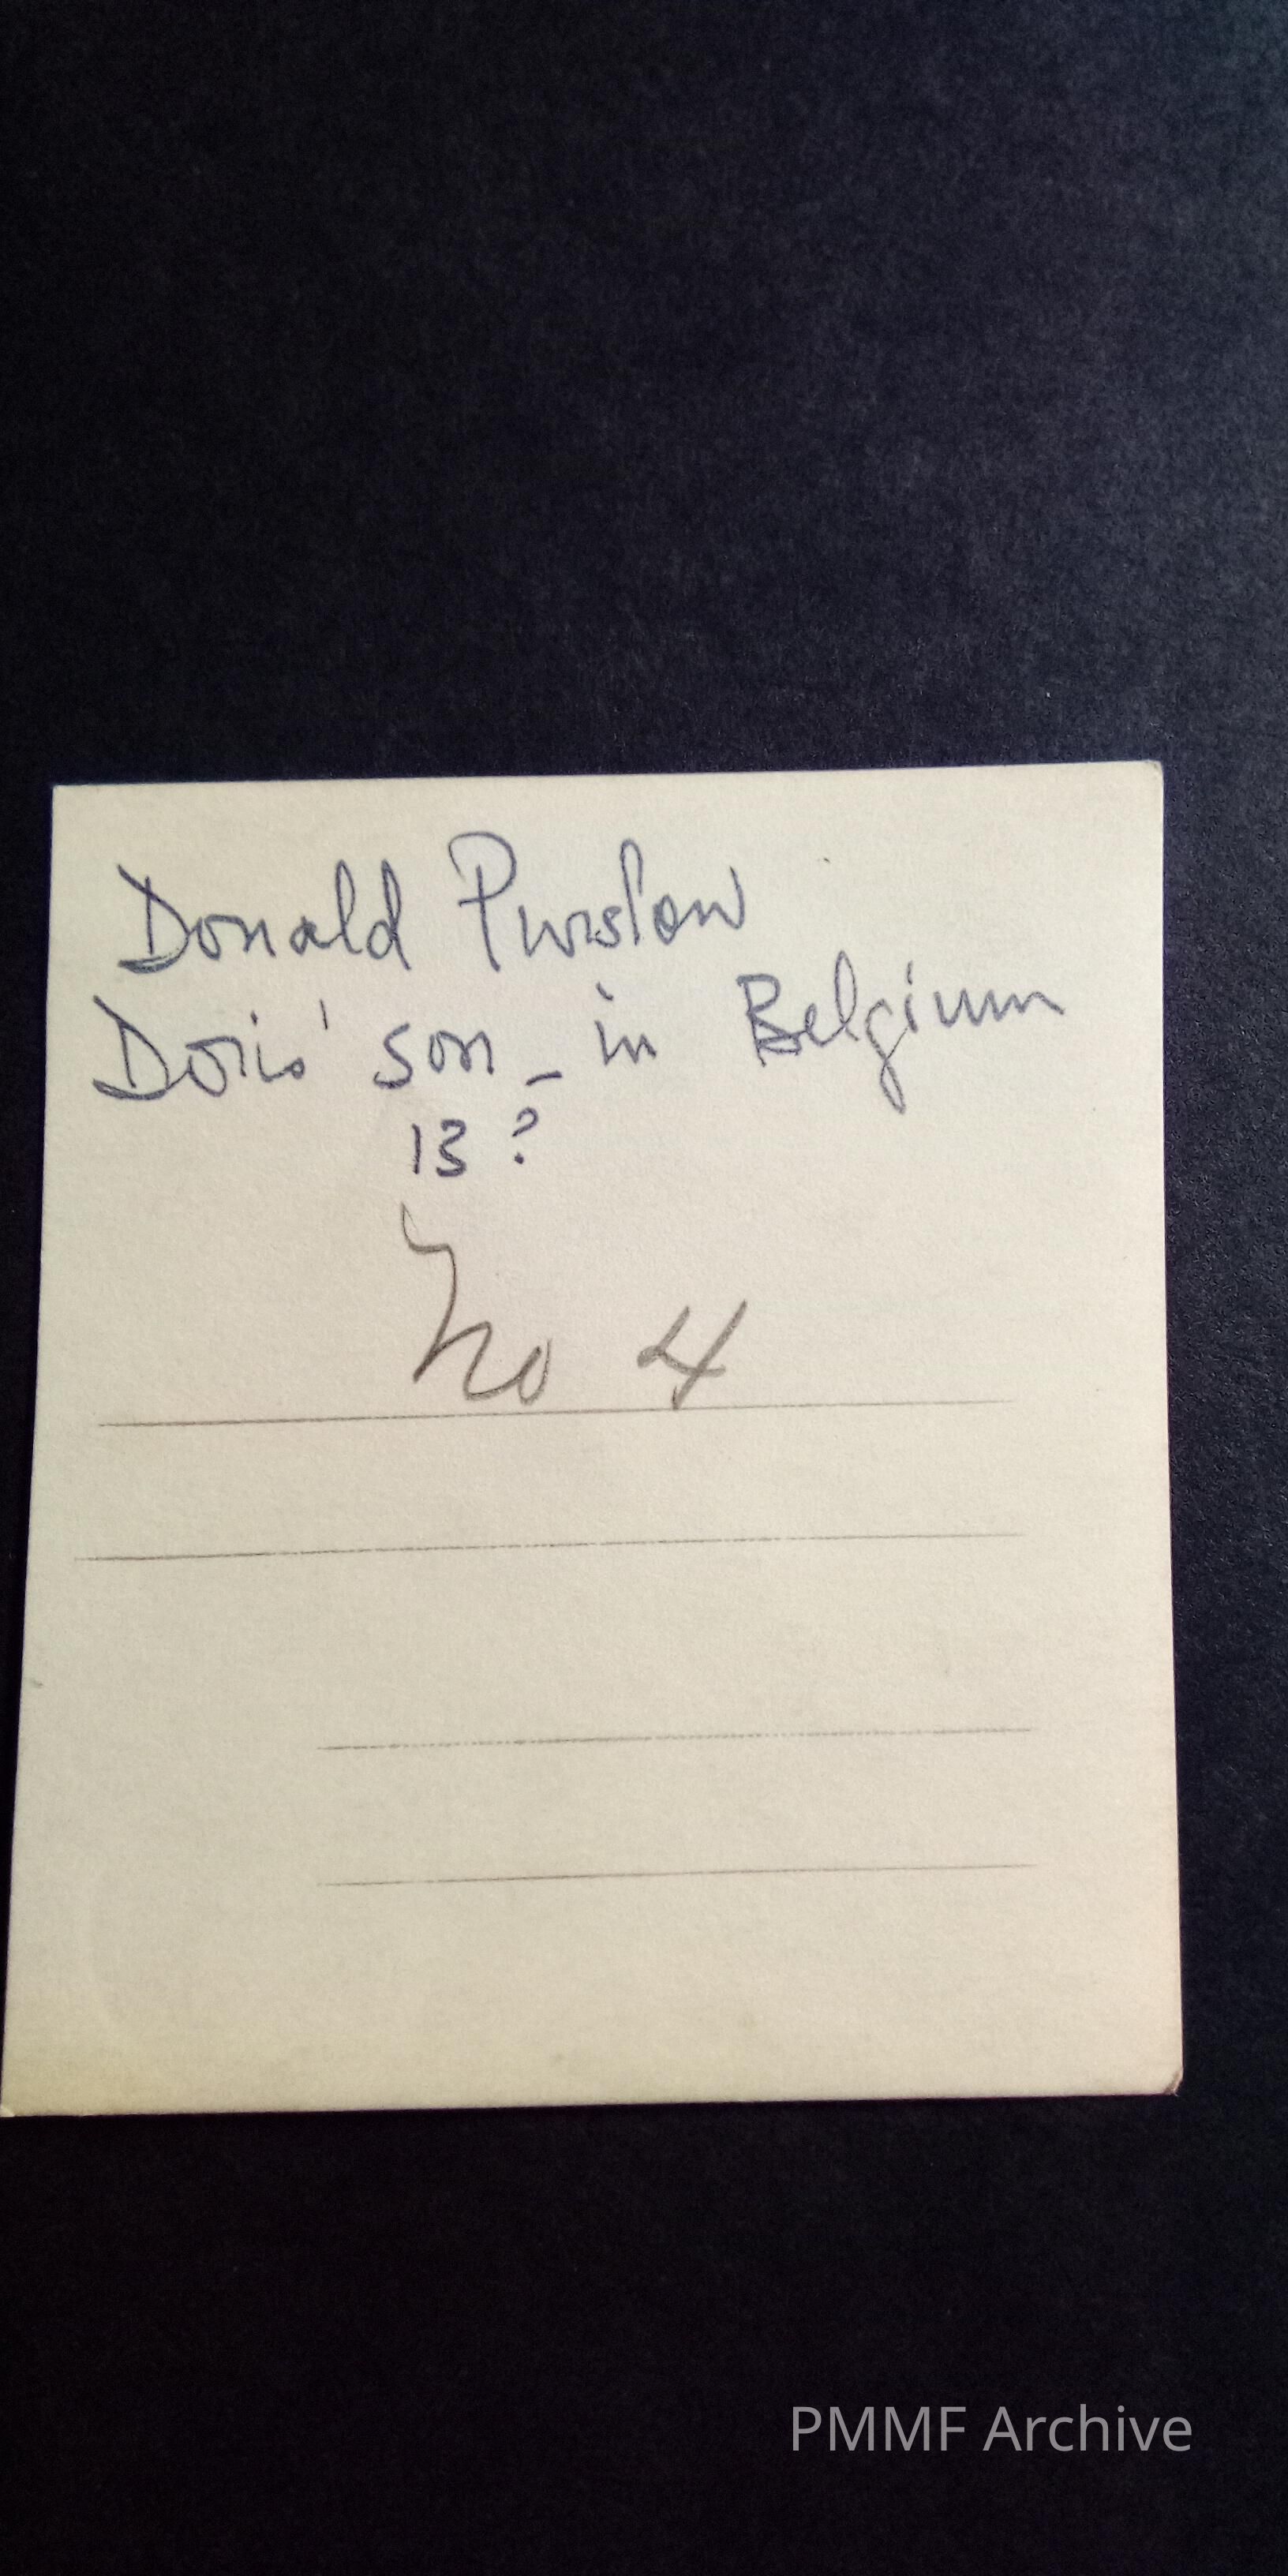 Donald Purslow
Doris' son - in Belgium
13?
No 4
PMMF Archive